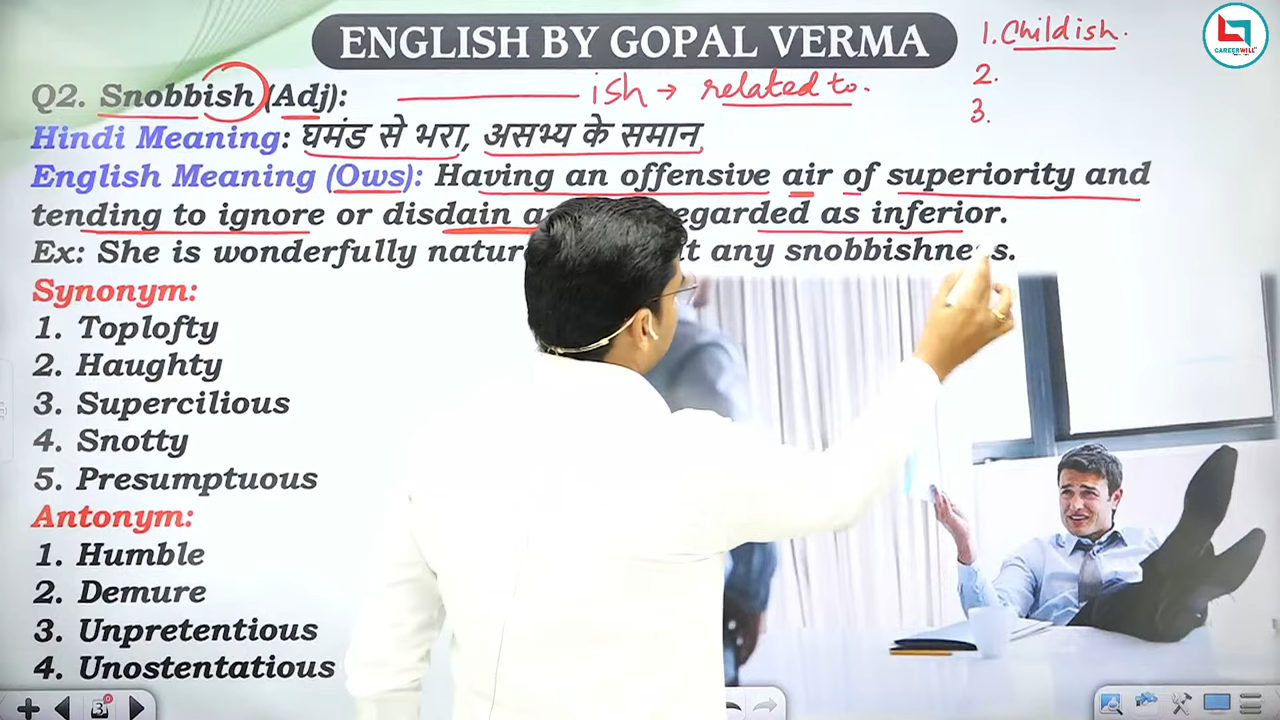 ENGLISH BY GOPAL VERMA
1. Childish.
CAREERWILL
Q2. Snobbish (Adj): ish → related to.
2.
3.
Hindi Meaning: घमंड से भरा, असभ्य के समान
English Meaning (Ows): Having an offensive air of superiority and
tending to ignore or disdain regarded as inferior.
Ex: She is wonderfully any snobbishness.
Synonym:
1. Toplofty
2. Haughty
3. Supercilious
4. Snotty
5. Presumptuous
Antonym:
1. Humble
2. Demure
3. Unpretentious
4. Unostentatious